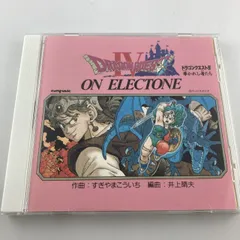 DRAGON QUEST IV
ドラゴンクエストIV
導かれし者たち
ON ELECTONE
作曲:すぎやまこういち 編曲:井上陽夫